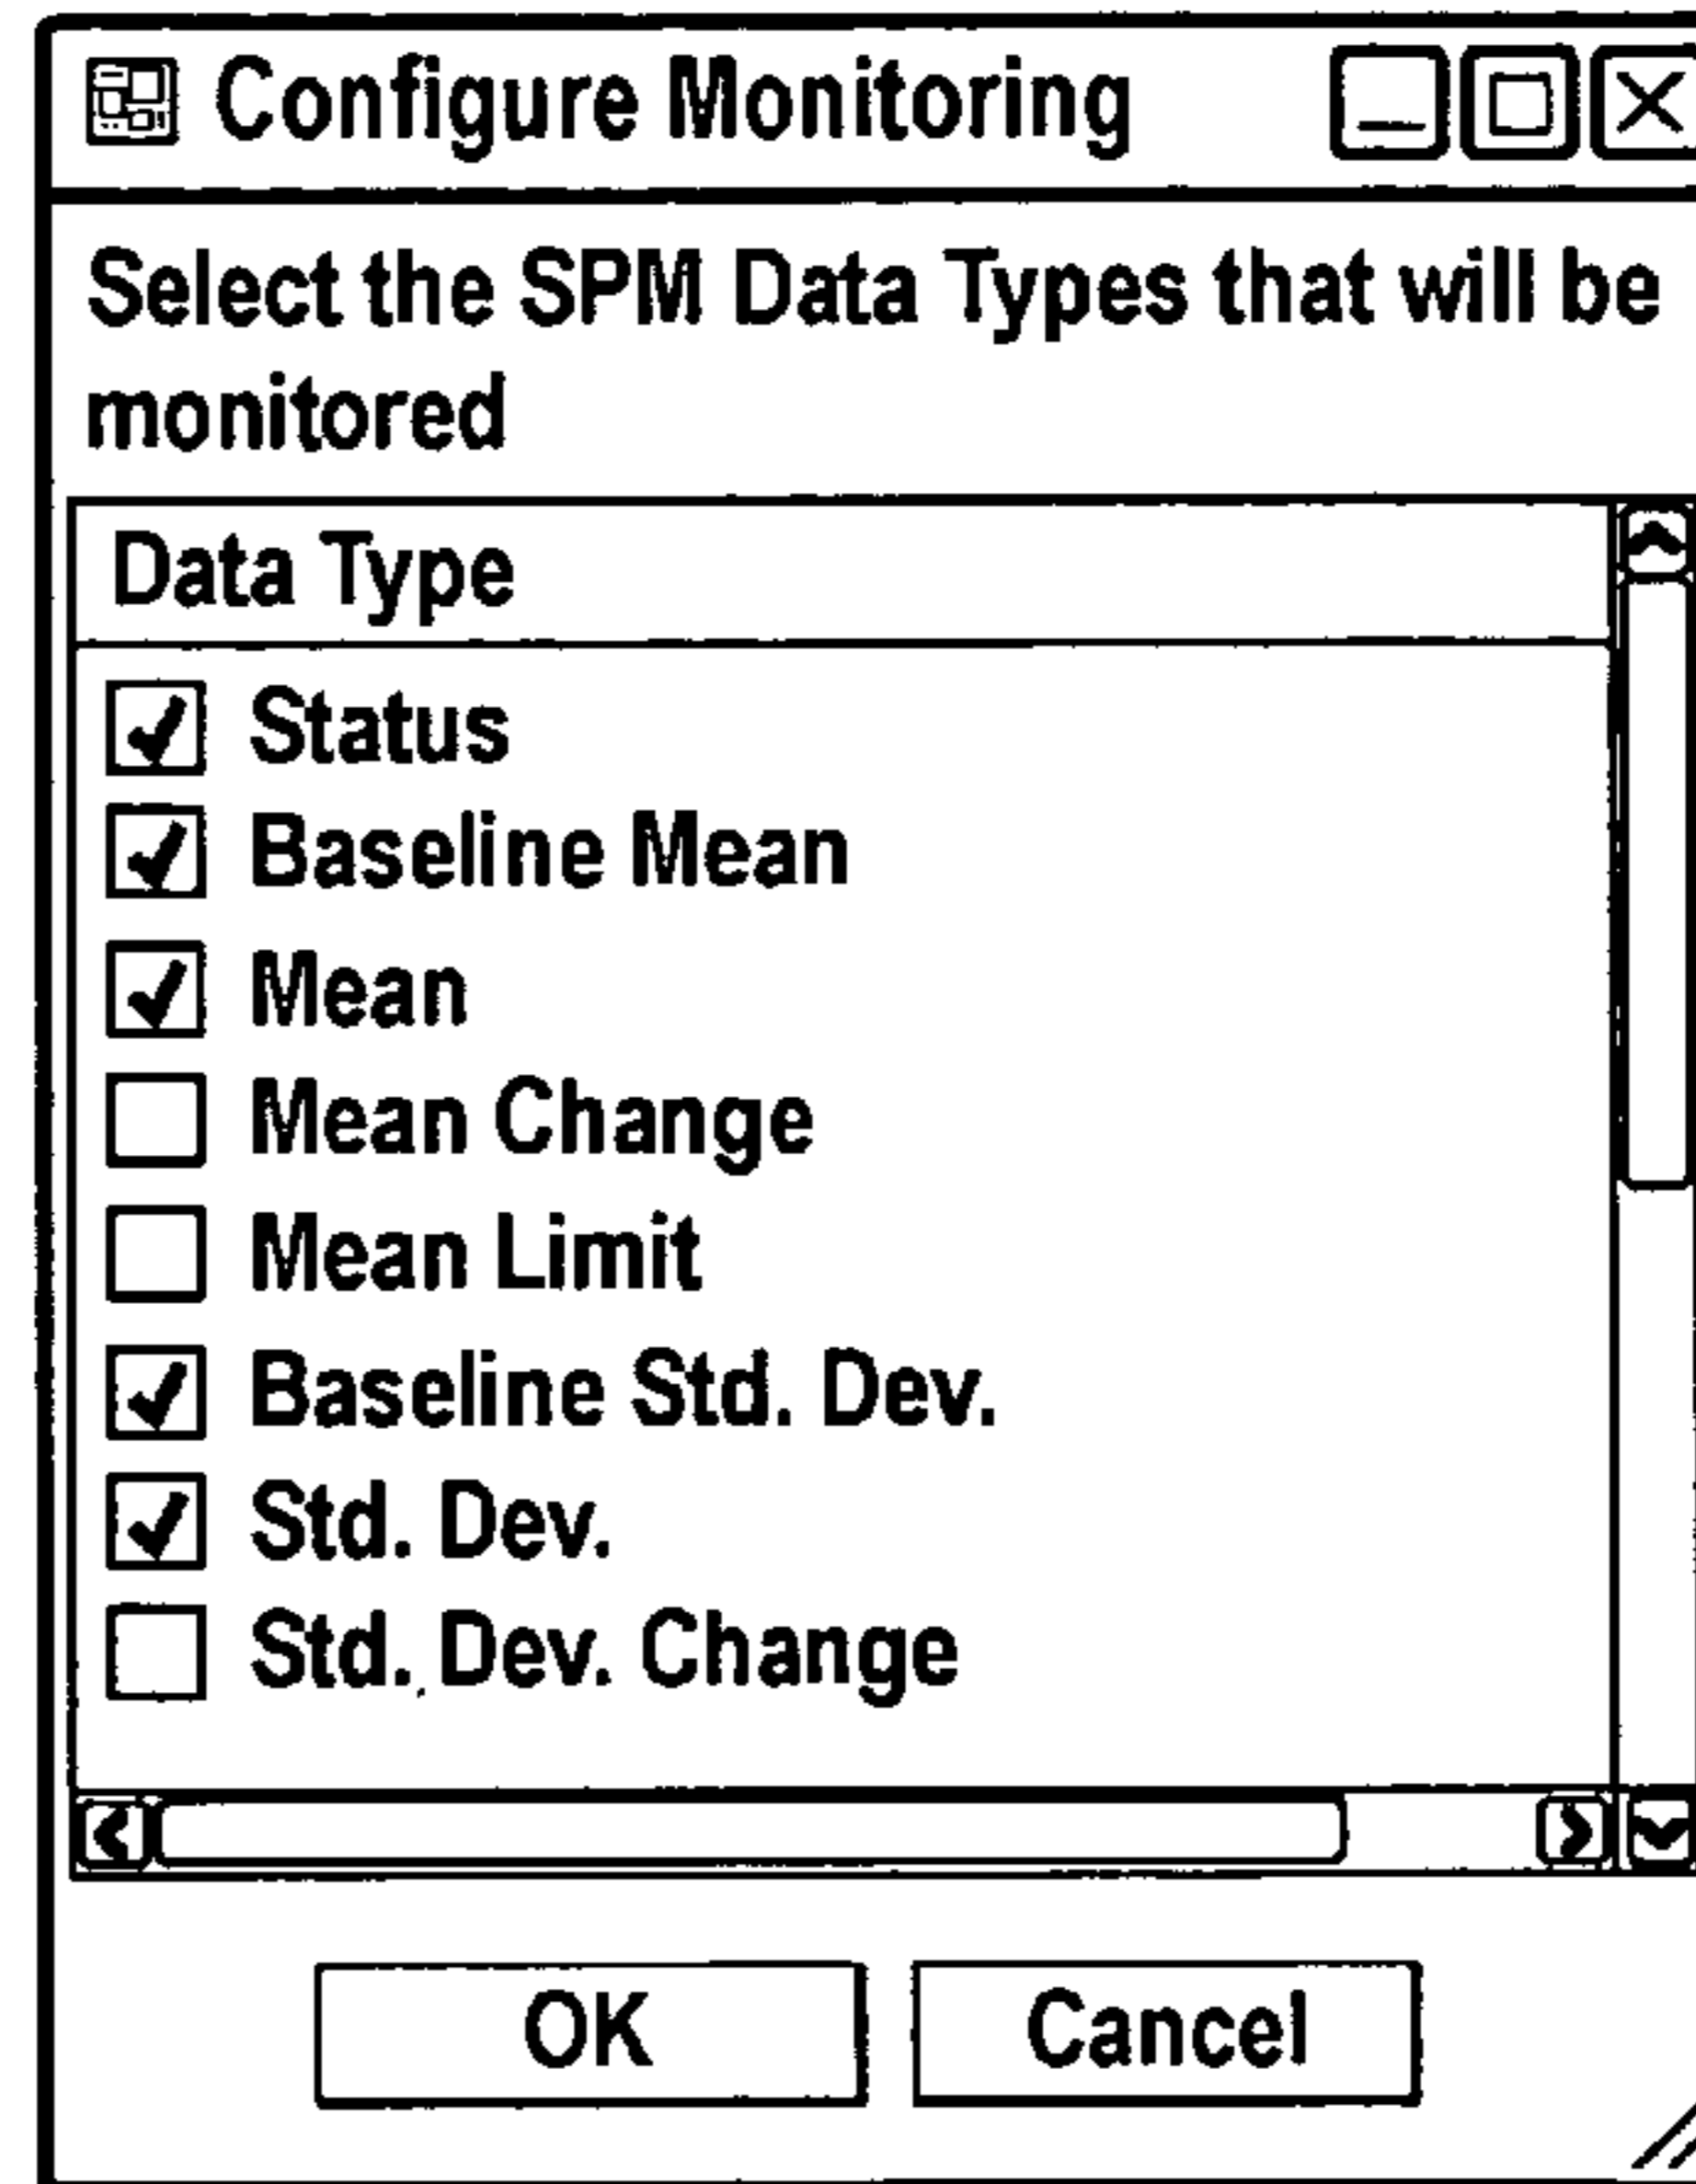 Configure Monitoring
Select the SPM Data Types that will be
monitored
Data Type
Status
Baseline Mean
Mean
Mean Change
Mean Limit
Baseline Std. Dev.
Std. Dev.
Std. Dev. Change
OK
Cancel